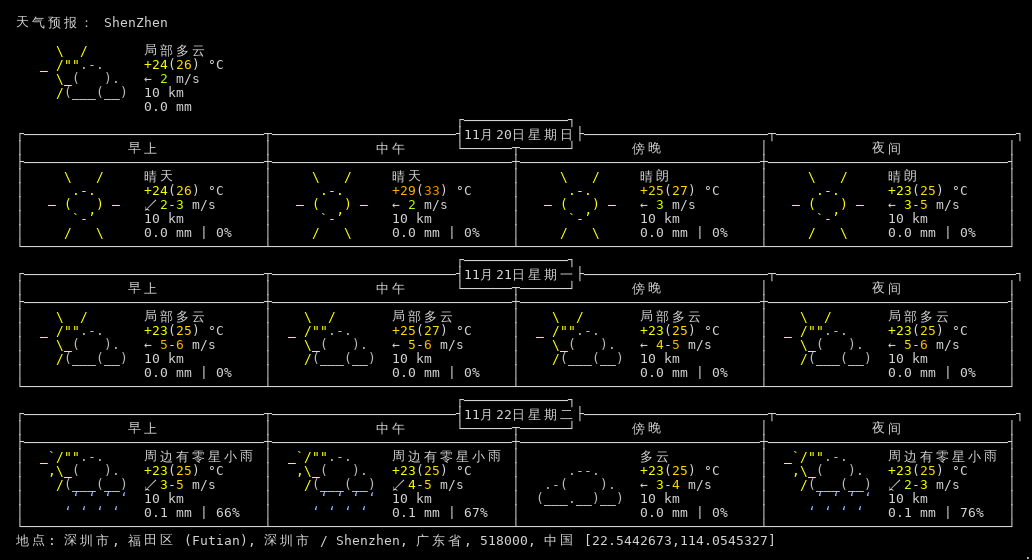 天气预报： ShenZhen
局部多云
+24(26) °C
← 2 m/s
10 km
0.0 mm
11月20日星期日
早上 中午 傍晚 夜间
晴天 晴天 晴朗 晴朗
+24(26) °C +29(33) °C +25(27) °C +23(25) °C
↙ 2-3 m/s ← 2 m/s ← 3 m/s ← 3-5 m/s
10 km 10 km 10 km 10 km
0.0 mm | 0% 0.0 mm | 0% 0.0 mm | 0% 0.0 mm | 0%
11月21日星期一
早上 中午 傍晚 夜间
局部多云 局部多云 局部多云 局部多云
+23(25) °C +25(27) °C +23(25) °C +23(25) °C
← 5-6 m/s ← 5-6 m/s ← 4-5 m/s ← 5-6 m/s
10 km 10 km 10 km 10 km
0.0 mm | 0% 0.0 mm | 0% 0.0 mm | 0% 0.0 mm | 0%
11月22日星期二
早上 中午 傍晚 夜间
周边有零星小雨 周边有零星小雨 多云 周边有零星小雨
+23(25) °C +23(25) °C +23(25) °C +23(25) °C
↙ 3-5 m/s ↙ 4-5 m/s ← 3-4 m/s ↙ 2-3 m/s
10 km 10 km 10 km 10 km
0.1 mm | 66% 0.1 mm | 67% 0.0 mm | 0% 0.1 mm | 76%
地点: 深圳市, 福田区 (Futian), 深圳市 / Shenzhen, 广东省, 518000, 中国 [22.5442673,114.0545327]